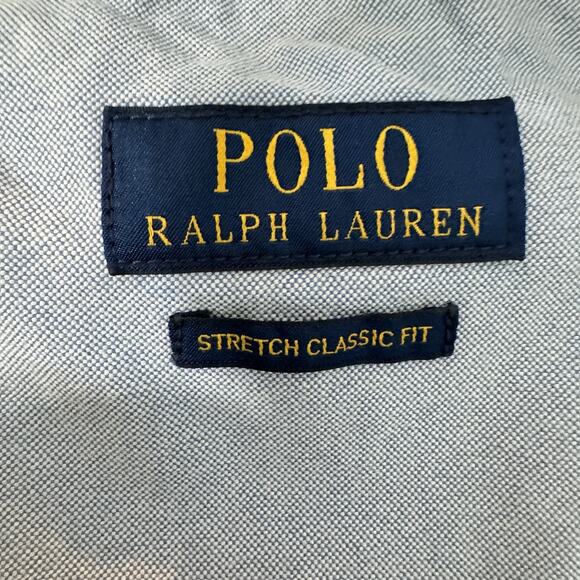 POLO
RALPH LAUREN
STRETCH CLASSIC FIT